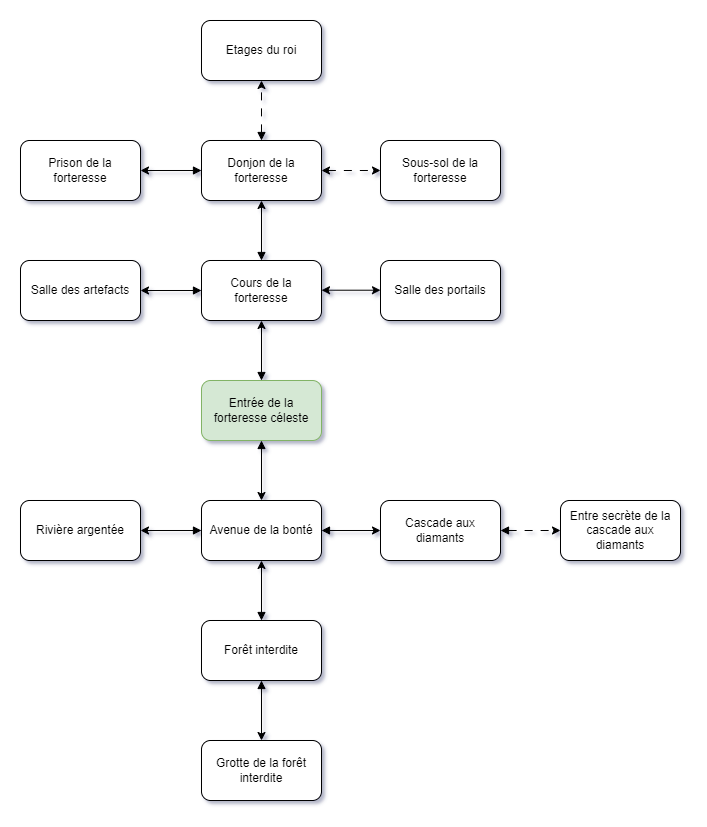 Etages du roi
Prison de la
forteresse
Donjon de la
forteresse
Sous-sol de la
forteresse
Salle des artefacts
Cours de la
forteresse
Salle des portails
Entrée de la
forteresse céleste
Rivière argentée
Avenue de la bonté
Cascade aux
diamants
Entre secrète de la
cascade aux
diamants
Forêt interdite
Grotte de la forêt
interdite